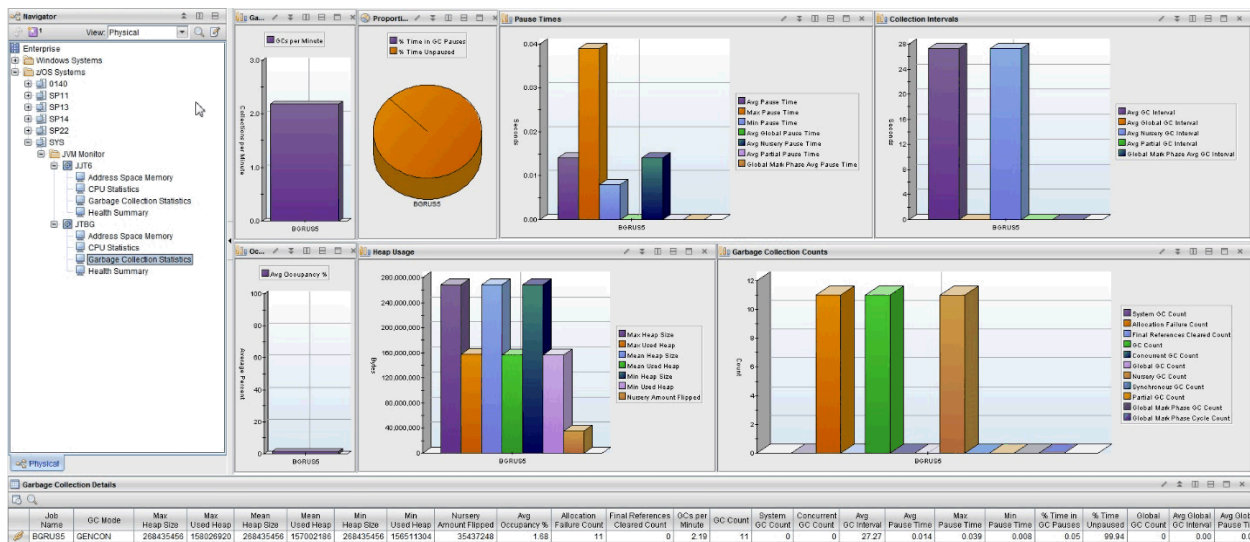 Navigator
1
View: Physical
Enterprise
Windows Systems
z/OS Systems
0140
SP11
SP13
SP14
SP22
SYS
JVM Monitor
JJT6
Address Space Memory
CPU Statistics
Garbage Collection Statistics
Health Summary
JTBG
Address Space Memory
CPU Statistics
Garbage Collection Statistics
Health Summary
Physical
Ga...
GCs per Minute
3.0
2.0
1.0
0.0
Collections per Minute
BGRUS5
Proporti...
% Time in GC Pauses
% Time Unpaused
BGRUS5
Pause Times
0.04
0.03
0.02
0.01
0.00
Seconds
BGRUS5
Avg Pause Time
Max Pause Time
Min Pause Time
Avg Global Pause Time
Avg Nursery Pause Time
Avg Partial Pause Time
Global Mark Phase Avg Pause Time
Collection Intervals
28
24
20
16
12
8
4
0
Seconds
BGRUS5
Avg GC Interval
Avg Global GC Interval
Avg Nursery GC Interval
Avg Partial GC Interval
Global Mark Phase Avg GC Interval
Oc...
Avg Occupancy %
100
80
60
40
20
0
Average Percent
BGRUS5
Heap Usage
280,000,000
240,000,000
200,000,000
160,000,000
120,000,000
80,000,000
40,000,000
0
Bytes
BGRUS5
Max Heap Size
Max Used Heap
Mean Heap Size
Mean Used Heap
Min Heap Size
Min Used Heap
Nursery Amount Flipped
Garbage Collection Counts
12
10
8
6
4
2
0
Count
BGRUS5
System GC Count
Allocation Failure Count
Final References Cleared Count
GC Count
Concurrent GC Count
Global GC Count
Nursery GC Count
Synchronous GC Count
Partial GC Count
Global Mark Phase GC Count
Global Mark Phase Cycle Count
Garbage Collection Details
Job Name GC Mode Max Heap Size Max Used Heap Mean Heap Size Mean Used Heap Min Heap Size Min Used Heap Nursery Amount Flipped Avg Occupancy % Allocation Failure Count Final References Cleared Count GCs per Minute GC Count System GC Count Concurrent GC Count Avg GC Interval Avg Pause Time Max Pause Time Min Pause Time % Time in GC Pauses % Time Unpaused Global GC Count Avg Global GC Interval Avg Glob Pause Ti
BGRUS5 GENCON 268435456 158026920 268435456 157002186 268435456 156511304 35437248 1.68 11 0 2.19 11 0 0 27.27 0.014 0.039 0.008 0.05 99.94 0 0.00 0.0